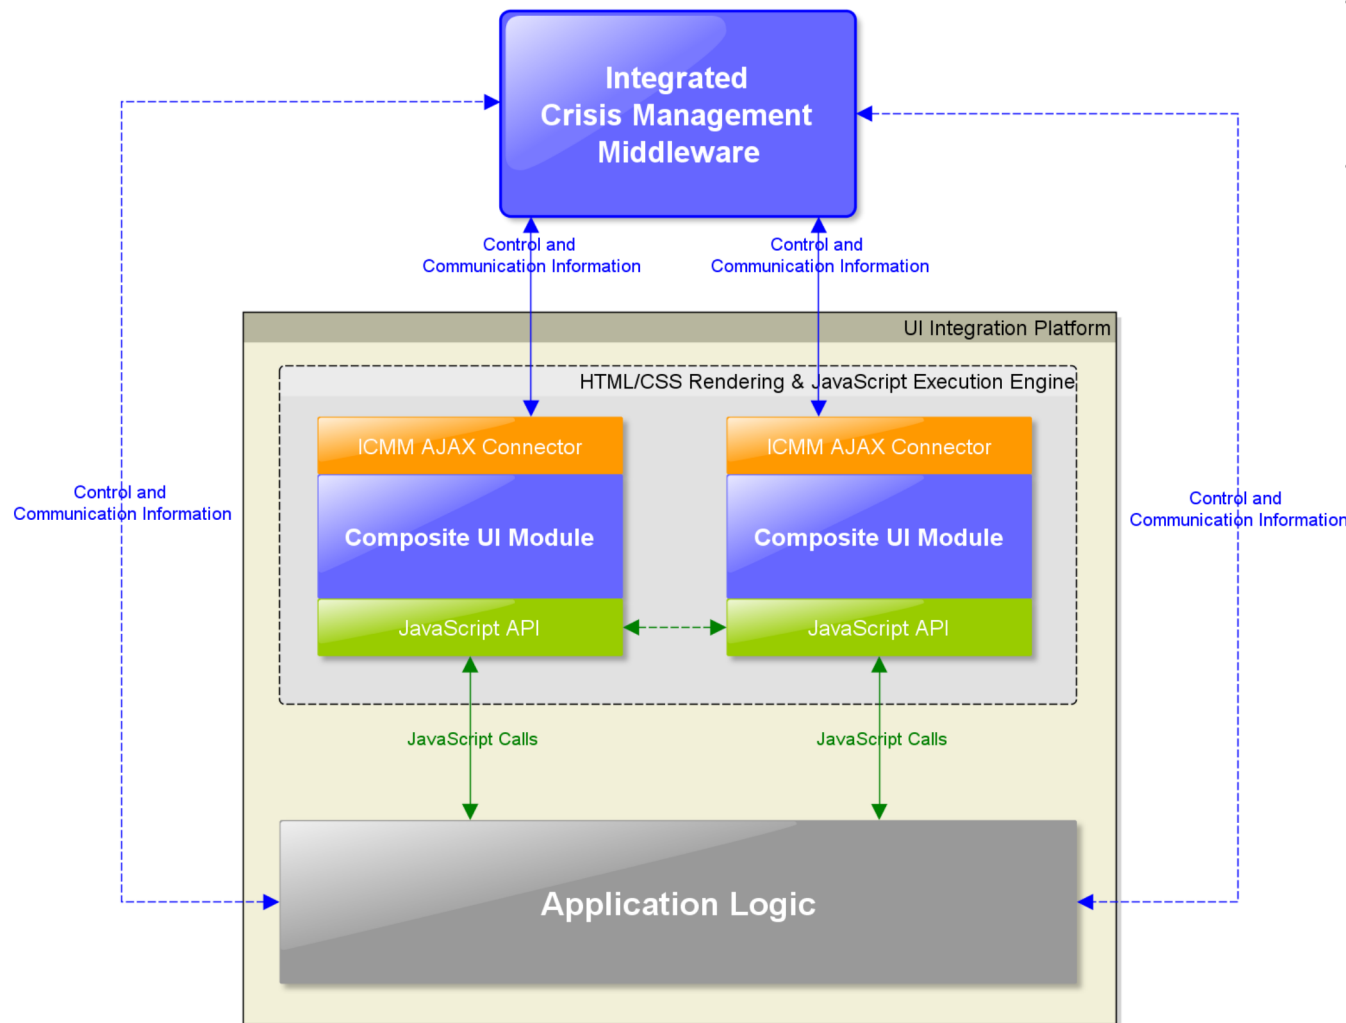 Integrated
Crisis Management
Middleware
Control and
Communication Information
Control and
Communication Information
UI Integration Platform
HTML/CSS Rendering & JavaScript Execution Engine
ICMM AJAX Connector
ICMM AJAX Connector
Control and
Communication Information
Control and
Communication Information
Composite UI Module
Composite UI Module
JavaScript API
JavaScript API
JavaScript Calls
JavaScript Calls
Application Logic